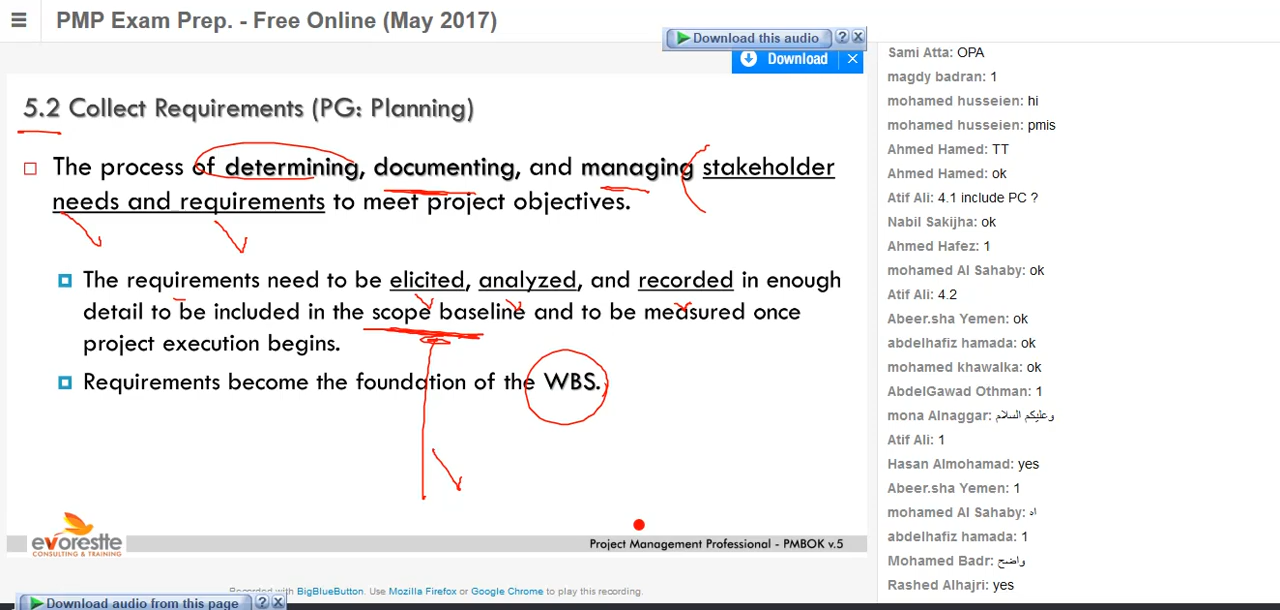 PMP Exam Prep. - Free Online (May 2017)
Download this audio
Download
5.2 Collect Requirements (PG: Planning)
The process of determining, documenting, and managing stakeholder
needs and requirements to meet project objectives.
The requirements need to be elicited, analyzed, and recorded in enough
detail to be included in the scope baseline and to be measured once
project execution begins.
Requirements become the foundation of the WBS.
evorestte
CONSULTING & TRAINING
Project Management Professional - PMBOK v.5
Recorded with BigBlueButton. Use Mozilla Firefox or Google Chrome to play this recording.
Download audio from this page
Sami Atta: OPA
magdy badran: 1
mohamed husseien: hi
mohamed husseien: pmis
Ahmed Hamed: TT
Ahmed Hamed: ok
Atif Ali: 4.1 include PC ?
Nabil Sakijha: ok
Ahmed Hafez: 1
mohamed Al Sahaby: ok
Atif Ali: 4.2
Abeer.sha Yemen: ok
abdelhafiz hamada: ok
mohamed khawalka: ok
AbdelGawad Othman: 1
mona Alnaggar: وعليكم السلام
Atif Ali: 1
Hasan Almohamad: yes
Abeer.sha Yemen: 1
mohamed Al Sahaby: اه
abdelhafiz hamada: 1
Mohamed Badr: واضح
Rashed Alhajri: yes